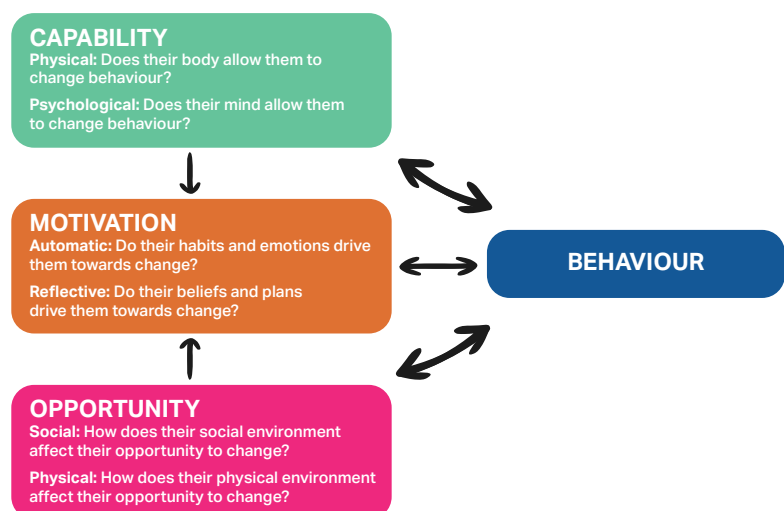 CAPABILITY
Physical: Does their body allow them to
change behaviour?
Psychological: Does their mind allow them
to change behaviour?
MOTIVATION
Automatic: Do their habits and emotions drive
them towards change?
Reflective: Do their beliefs and plans
drive them towards change?
BEHAVIOUR
OPPORTUNITY
Social: How does their social environment
affect their opportunity to change?
Physical: How does their physical environment
affect their opportunity to change?